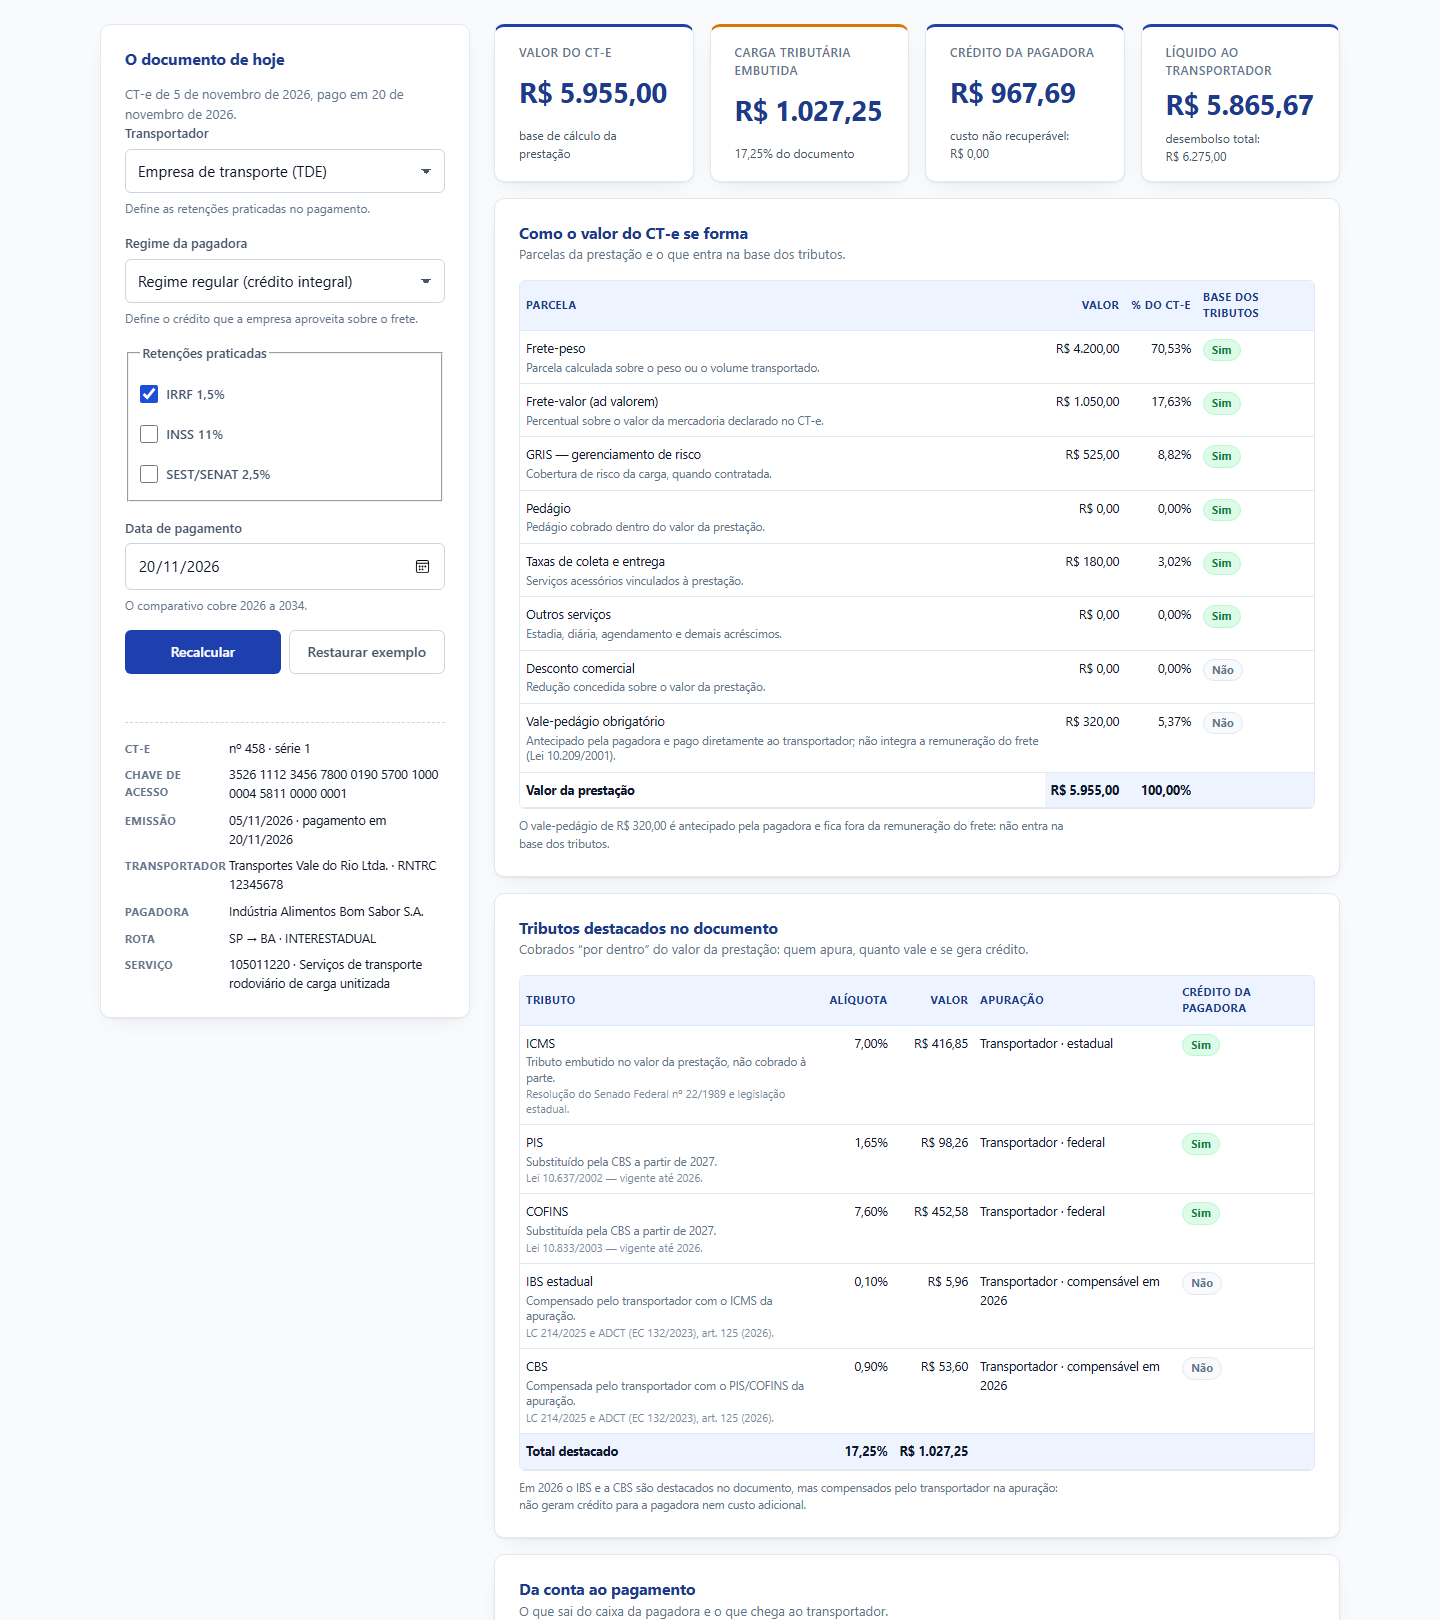 O documento de hoje
CT-e de 5 de novembro de 2026, pago em 20 de
novembro de 2026.
Transportador
Empresa de transporte (TDE)
Define as retenções praticadas no pagamento.
Regime da pagadora
Regime regular (crédito integral)
Define o crédito que a empresa aproveita sobre o frete.
Retenções praticadas
IRRF 1,5%
INSS 11%
SEST/SENAT 2,5%
Data de pagamento
20/11/2026
O comparativo cobre 2026 a 2034.
Recalcular
Restaurar exemplo
CT-E nº 458 · série 1
CHAVE DE ACESSO 3526 1112 3456 7800 0190 5700 1000
0004 5811 0000 0001
EMISSÃO 05/11/2026 · pagamento em
20/11/2026
TRANSPORTADOR Transportes Vale do Rio Ltda. · RNTRC
12345678
PAGADORA Indústria Alimentos Bom Sabor S.A.
ROTA SP → BA · INTERESTADUAL
SERVIÇO 105011220 · Serviços de transporte
rodoviário de carga unitizada
VALOR DO CT-E
R$ 5.955,00
base de cálculo da
prestação
CARGA TRIBUTÁRIA
EMBUTIDA
R$ 1.027,25
17,25% do documento
CRÉDITO DA PAGADORA
R$ 967,69
custo não recuperável:
R$ 0,00
LÍQUIDO AO
TRANSPORTADOR
R$ 5.865,67
desembolso total:
R$ 6.275,00
Como o valor do CT-e se forma
Parcelas da prestação e o que entra na base dos tributos.
PARCELA VALOR % DO CT-E BASE DOS TRIBUTOS
Frete-peso R$ 4.200,00 70,53% Sim
Parcela calculada sobre o peso ou o volume transportado.
Frete-valor (ad valorem) R$ 1.050,00 17,63% Sim
Percentual sobre o valor da mercadoria declarado no CT-e.
GRIS — gerenciamento de risco R$ 525,00 8,82% Sim
Cobertura de risco da carga, quando contratada.
Pedágio R$ 0,00 0,00% Sim
Pedágio cobrado dentro do valor da prestação.
Taxas de coleta e entrega R$ 180,00 3,02% Sim
Serviços acessórios vinculados à prestação.
Outros serviços R$ 0,00 0,00% Sim
Estadia, diária, agendamento e demais acréscimos.
Desconto comercial R$ 0,00 0,00% Não
Redução concedida sobre o valor da prestação.
Vale-pedágio obrigatório R$ 320,00 5,37% Não
Antecipado pela pagadora e pago diretamente ao transportador; não integra a remuneração do frete
(Lei 10.209/2001).
Valor da prestação R$ 5.955,00 100,00%
O vale-pedágio de R$ 320,00 é antecipado pela pagadora e fica fora da remuneração do frete: não entra na
base dos tributos.
Tributos destacados no documento
Cobrados “por dentro” do valor da prestação: quem apura, quanto vale e se gera crédito.
TRIBUTO ALÍQUOTA VALOR APURAÇÃO CRÉDITO DA PAGADORA
ICMS 7,00% R$ 416,85 Transportador · estadual Sim
Tributo embutido no valor da prestação, não cobrado à
parte.
Resolução do Senado Federal nº 22/1989 e legislação
estadual.
PIS 1,65% R$ 98,26 Transportador · federal Sim
Substituído pela CBS a partir de 2027.
Lei 10.637/2002 — vigente até 2026.
COFINS 7,60% R$ 452,58 Transportador · federal Sim
Substituída pela CBS a partir de 2027.
Lei 10.833/2003 — vigente até 2026.
IBS estadual 0,10% R$ 5,96 Transportador · compensável em 2026 Não
Compensado pelo transportador com o ICMS da
apuração.
LC 214/2025 e ADCT (EC 132/2023), art. 125 (2026).
CBS 0,90% R$ 53,60 Transportador · compensável em 2026 Não
Compensada pelo transportador com o PIS/COFINS da
apuração.
LC 214/2025 e ADCT (EC 132/2023), art. 125 (2026).
Total destacado 17,25% R$ 1.027,25
Em 2026 o IBS e a CBS são destacados no documento, mas compensados pelo transportador na apuração:
não geram crédito para a pagadora nem custo adicional.
Da conta ao pagamento
O que sai do caixa da pagadora e o que chega ao transportador.